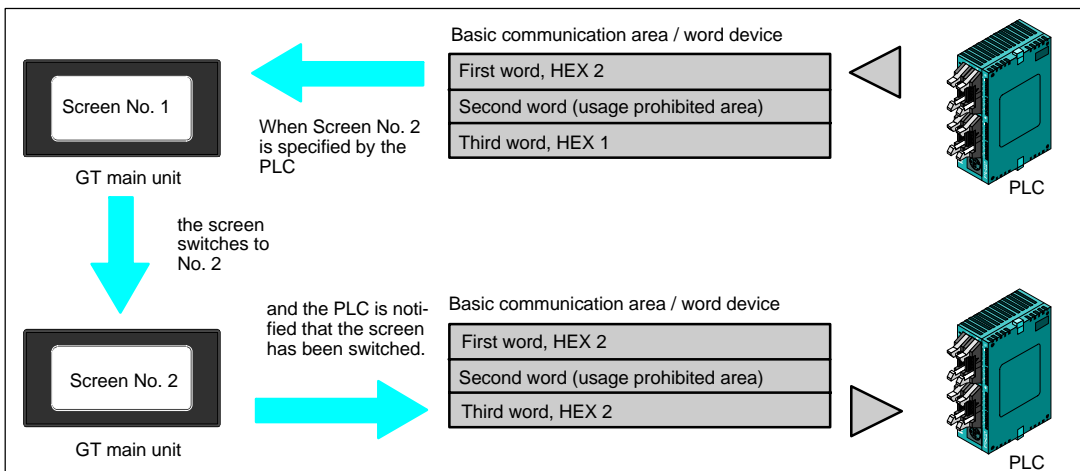 Basic communication area / word device
First word, HEX 2
Second word (usage prohibited area)
Third word, HEX 1
Screen No. 1
GT main unit
When Screen No. 2
is specified by the
PLC
PLC
the screen
switches to
No. 2
and the PLC is noti-
fied that the screen
has been switched.
Basic communication area / word device
First word, HEX 2
Second word (usage prohibited area)
Third word, HEX 2
Screen No. 2
GT main unit
PLC